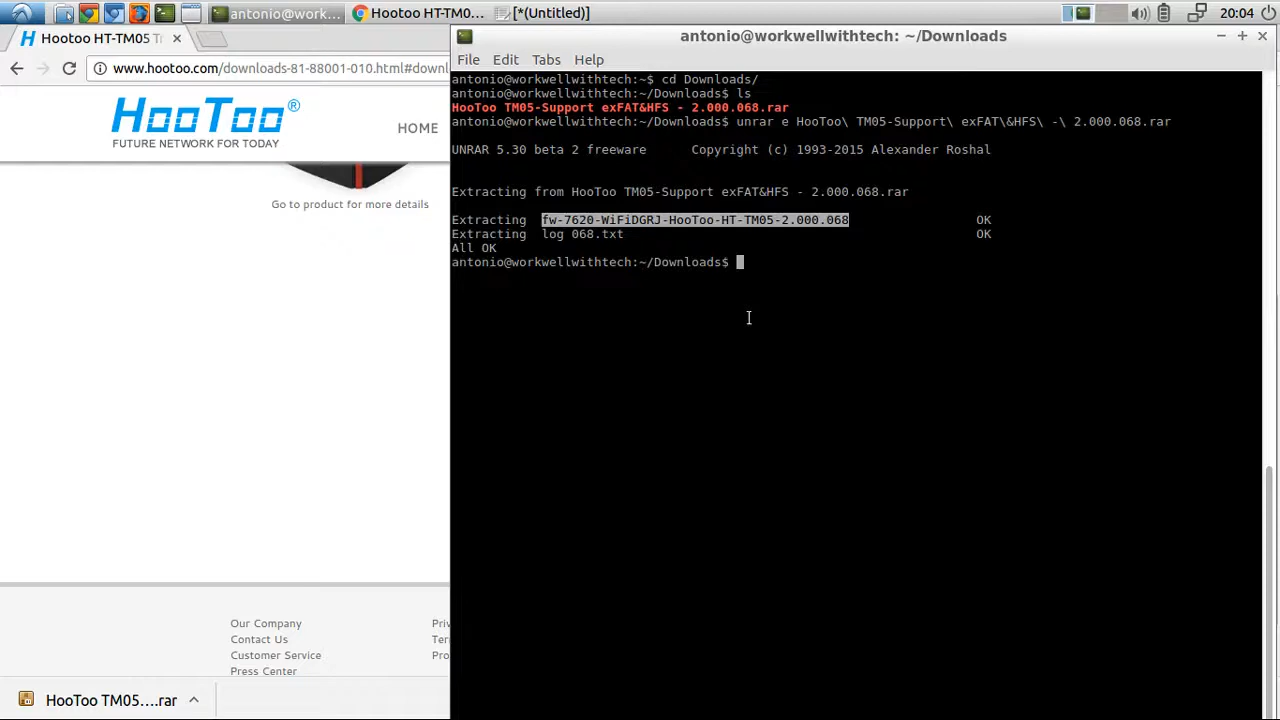 antonio@work...
Hootoo HT-TM0...
[*(Untitled)]
20:04
Hootoo HT-TM05 T
www.hootoo.com/downloads-81-88001-010.html#downl
HooToo®
FUTURE NETWORK FOR TODAY
HOME
Go to product for more details
Our Company
Contact Us
Customer Service
Press Center
Priv
Ter
Pro
HooToo TM05....rar
antonio@workwellwithtech: ~/Downloads
File Edit Tabs Help
antonio@workwellwithtech:~$ cd Downloads/
antonio@workwellwithtech:~/Downloads$ ls
HooToo TM05-Support exFAT&HFS - 2.000.068.rar
antonio@workwellwithtech:~/Downloads$ unrar e HooToo\ TM05-Support\ exFAT\&HFS\ -\ 2.000.068.rar
UNRAR 5.30 beta 2 freeware      Copyright (c) 1993-2015 Alexander Roshal
Extracting from HooToo TM05-Support exFAT&HFS - 2.000.068.rar
Extracting  fw-7620-WiFiDGRJ-HooToo-HT-TM05-2.000.068                 OK
Extracting  log 068.txt                                               OK
All OK
antonio@workwellwithtech:~/Downloads$